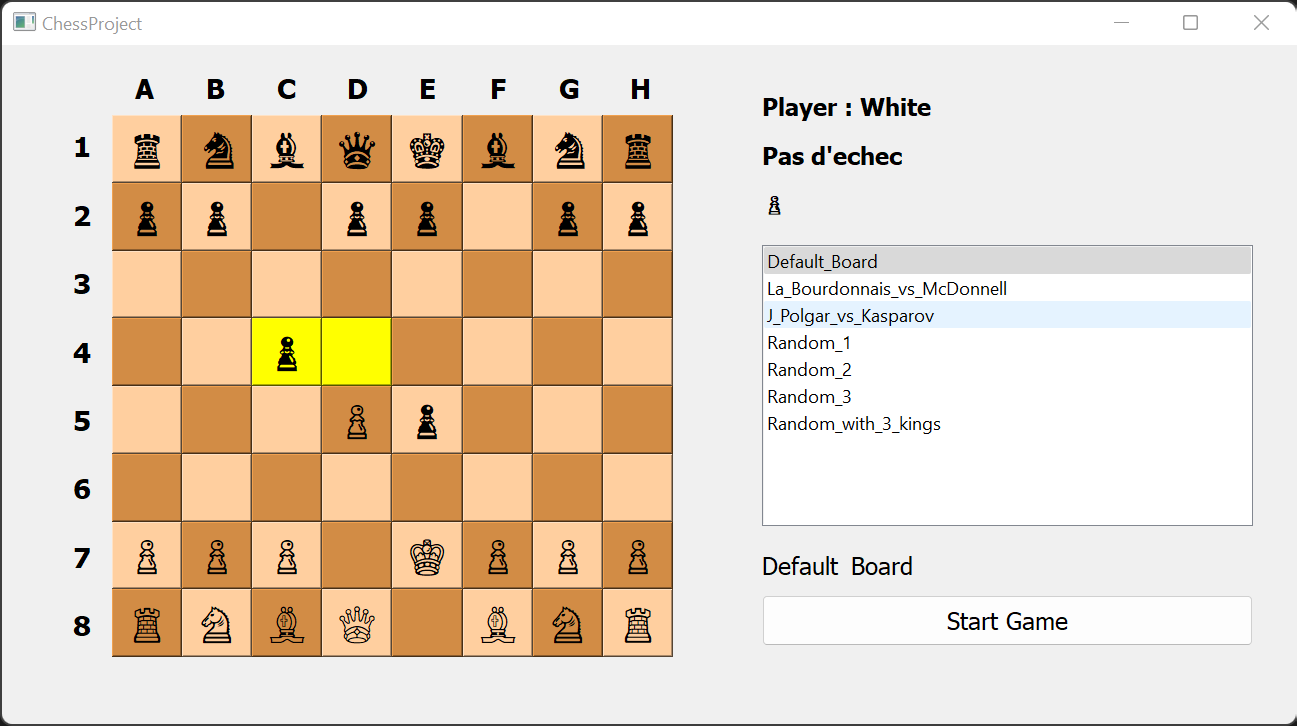 ChessProject
A B C D E F G H
1
2
3
4
5
6
7
8
Player : White
Pas d'echec
Default_Board
La_Bourdonnais_vs_McDonnell
J_Polgar_vs_Kasparov
Random_1
Random_2
Random_3
Random_with_3_kings
Default Board
Start Game